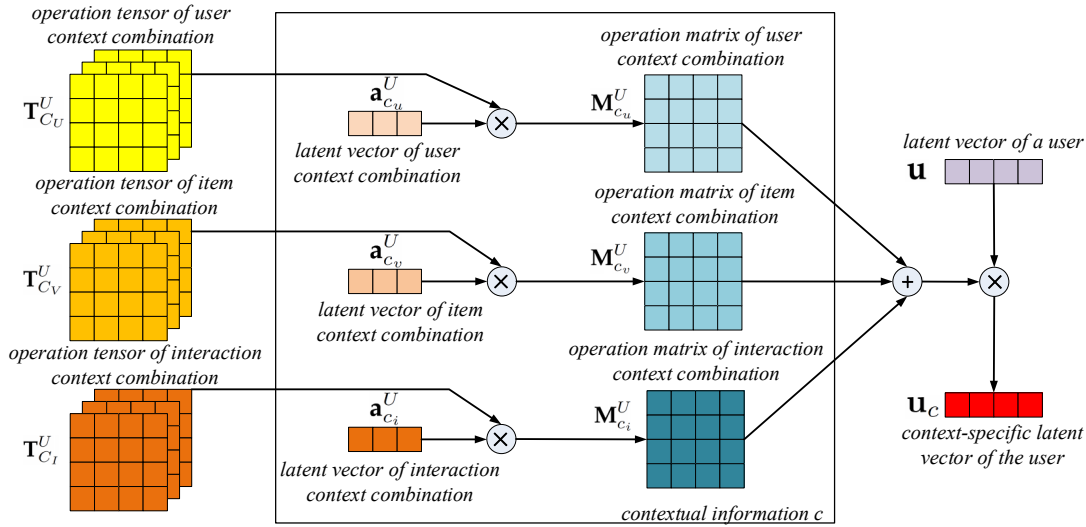 operation tensor of user
context combination
T^U_{C_U}
a^U_{c_u}
latent vector of user
context combination
×
operation matrix of user
context combination
M^U_{c_u}
operation tensor of item
context combination
T^U_{C_V}
a^U_{c_v}
latent vector of item
context combination
×
operation matrix of item
context combination
M^U_{c_v}
operation tensor of interaction
context combination
T^U_{C_I}
a^U_{c_i}
latent vector of interaction
context combination
×
operation matrix of interaction
context combination
M^U_{c_i}
contextual information c
+
latent vector of a user
u
×
u_c
context-specific latent
vector of the user